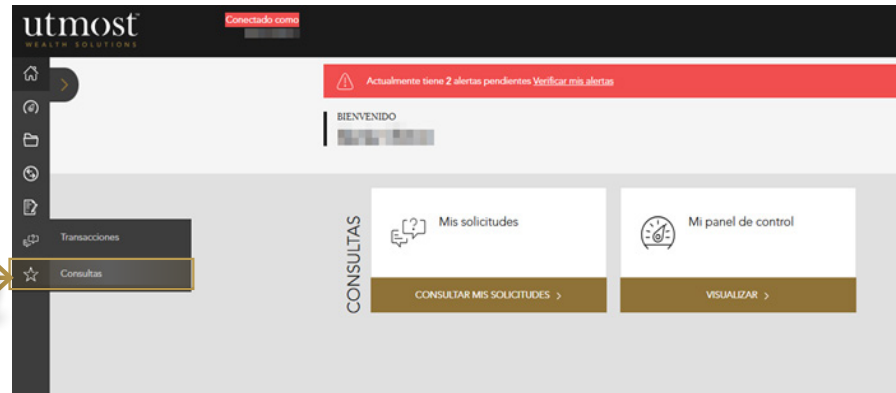 utmost
WEALTH SOLUTIONS
Conectado como
Actualmente tiene 2 alertas pendientes Verificar mis alertas
BIENVENIDO
Transacciones
Consultas
CONSULTAS
Mis solicitudes
CONSULTAR MIS SOLICITUDES >
Mi panel de control
VISUALIZAR >